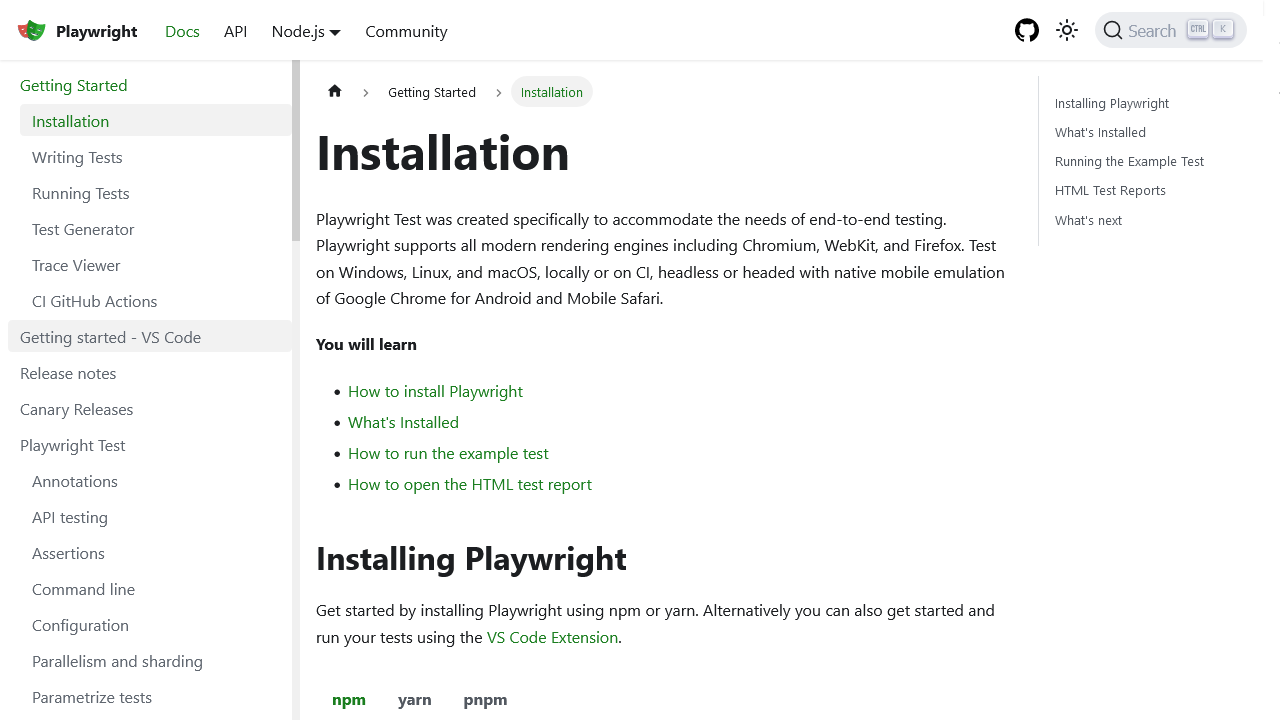 Playwright
Docs
API
Node.js
Community
Search
CTRL
K
Getting Started
Installation
Writing Tests
Running Tests
Test Generator
Trace Viewer
CI GitHub Actions
Getting started - VS Code
Release notes
Canary Releases
Playwright Test
Annotations
API testing
Assertions
Command line
Configuration
Parallelism and sharding
Parametrize tests
Getting Started
Installation
Installation
Playwright Test was created specifically to accommodate the needs of end-to-end testing.
Playwright supports all modern rendering engines including Chromium, WebKit, and Firefox. Test
on Windows, Linux, and macOS, locally or on CI, headless or headed with native mobile emulation
of Google Chrome for Android and Mobile Safari.
You will learn
How to install Playwright
What's Installed
How to run the example test
How to open the HTML test report
Installing Playwright
Get started by installing Playwright using npm or yarn. Alternatively you can also get started and
run your tests using the VS Code Extension.
npm
yarn
pnpm
Installing Playwright
What's Installed
Running the Example Test
HTML Test Reports
What's next